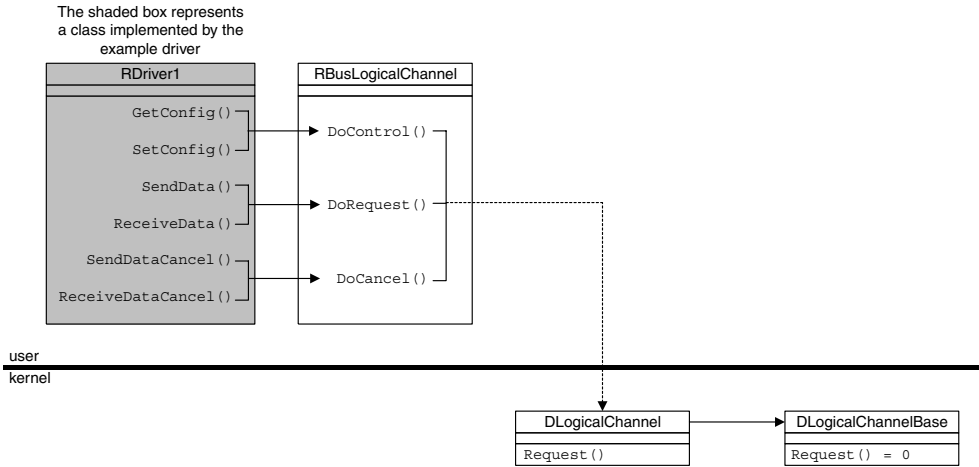 The shaded box represents
a class implemented by the
example driver
RDriver1
GetConfig()
SetConfig()
SendData()
ReceiveData()
SendDataCancel()
ReceiveDataCancel()
RBusLogicalChannel
DoControl()
DoRequest()
DoCancel()
user
kernel
DLogicalChannel
Request()
DLogicalChannelBase
Request() = 0